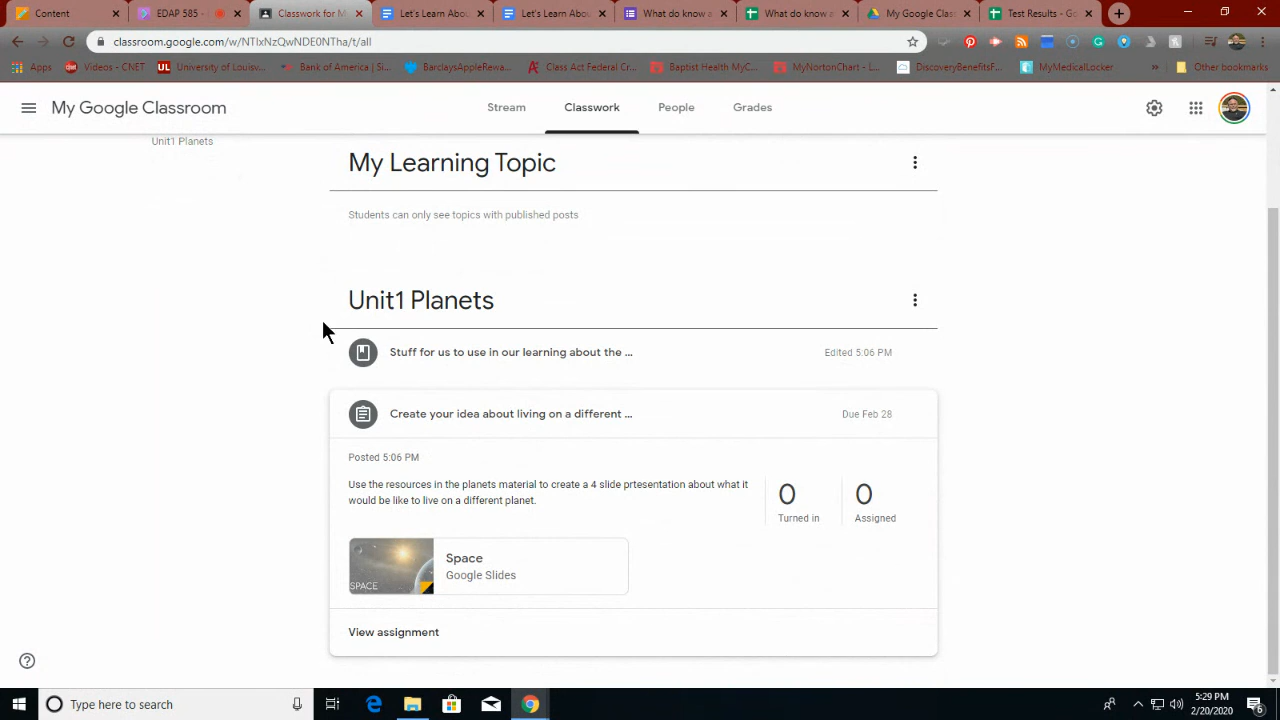 Content
EDAP 585 -
Classwork for M
Let's Learn Abou
Let's Learn Abou
What do know a
What do know a
My Google Class
Test Results - Go
classroom.google.com/w/NTIxNzQwNDE0NTha/t/all
Apps
Videos - CNET
University of Louisv...
Bank of America | Si...
BarclaysAppleRewa...
Class Act Federal Cr...
Baptist Health MyC...
MyNortonChart - L...
DiscoveryBenefitsF...
MyMedicalLocker
Other bookmarks
My Google Classroom
Stream
Classwork
People
Grades
Unit1 Planets
My Learning Topic
Students can only see topics with published posts
Unit1 Planets
Stuff for us to use in our learning about the ...
Edited 5:06 PM
Create your idea about living on a different ...
Due Feb 28
Posted 5:06 PM
Use the resources in the planets material to create a 4 slide prtesentation about what it
would be like to live on a different planet.
0
Turned in
0
Assigned
SPACE
Space
Google Slides
View assignment
Type here to search
5:29 PM
2/20/2020
6